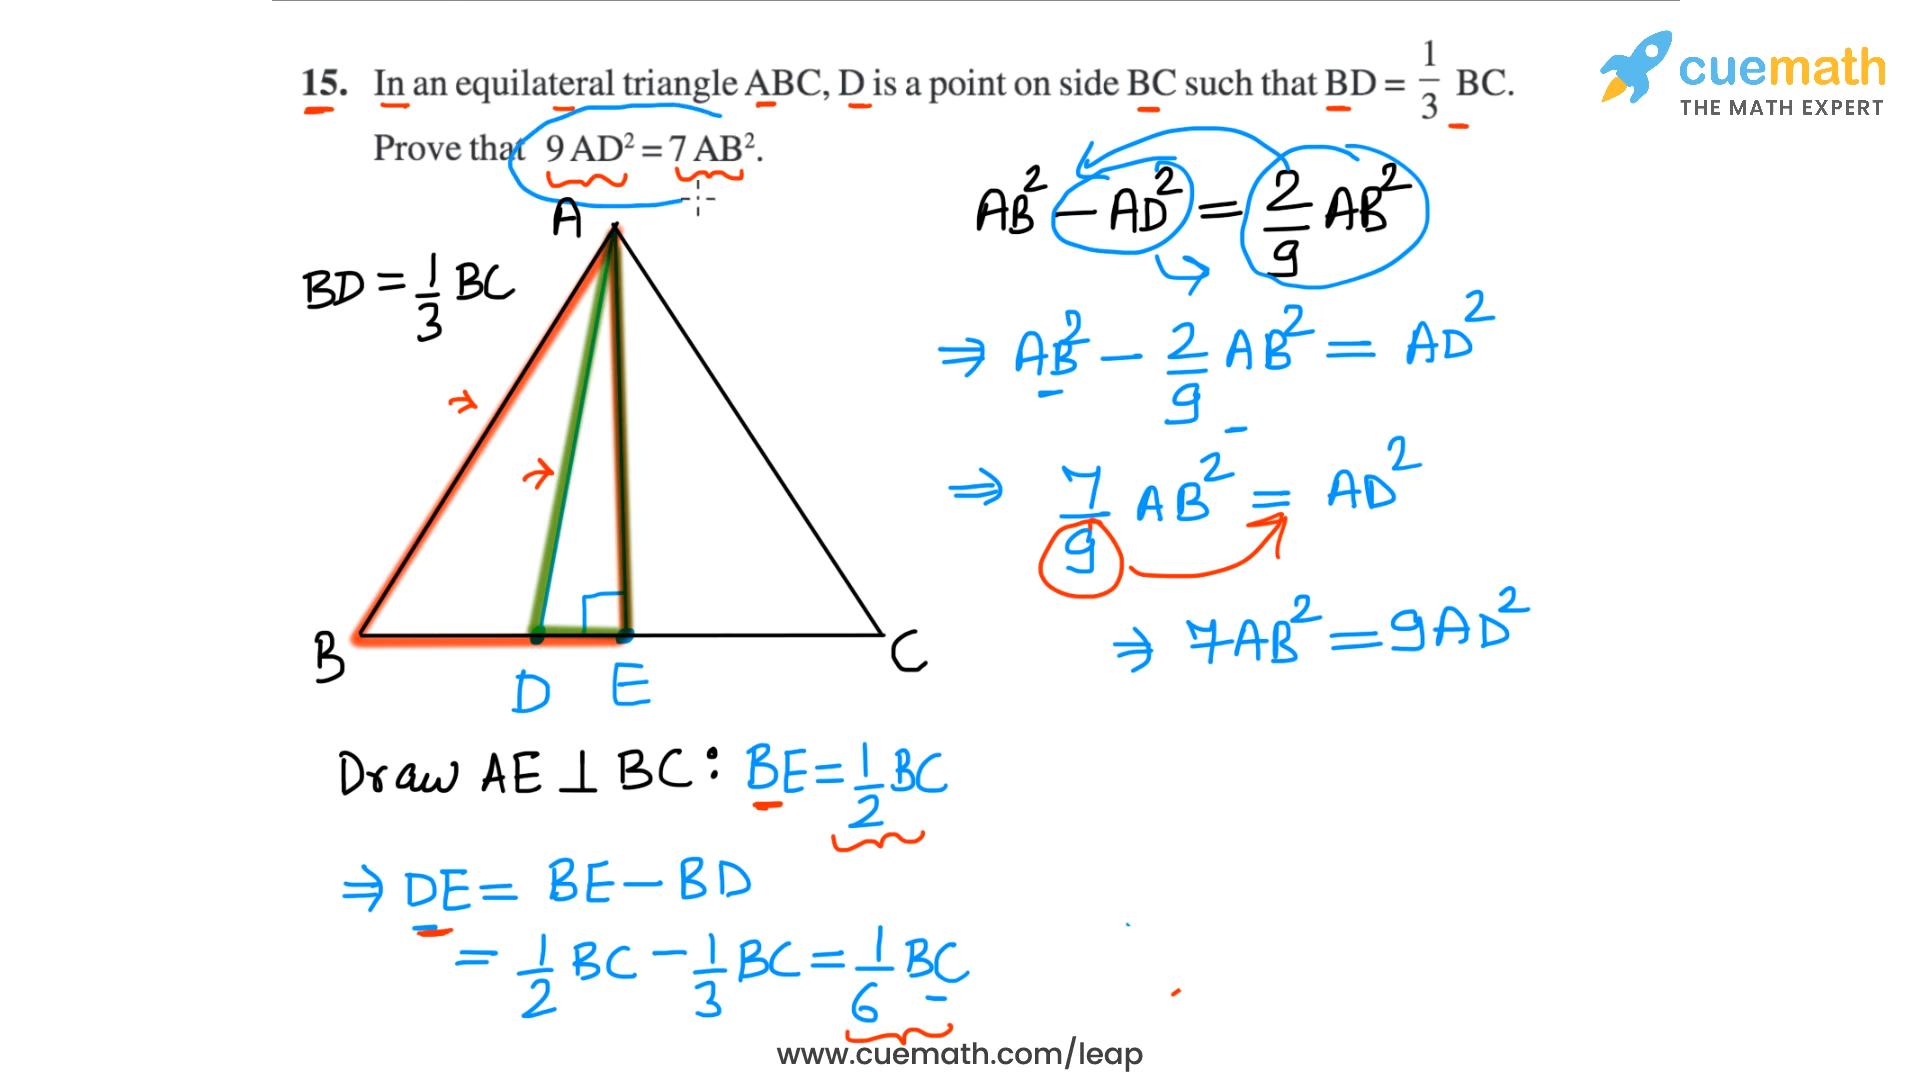 15. In an equilateral triangle ABC, D is a point on side BC such that BD = 1/3 BC.
Prove that 9 AD² = 7 AB².
cuemath
THE MATH EXPERT
AB² − AD² = 2/9 AB²
A
BD = 1/3 BC
⇒ AB² − 2/9 AB² = AD²
⇒ 7/9 AB² = AD²
⇒ 7AB² = 9AD²
B
D
E
C
Draw AE ⊥ BC : BE = 1/2 BC
⇒ DE = BE − BD
= 1/2 BC − 1/3 BC = 1/6 BC
www.cuemath.com/leap